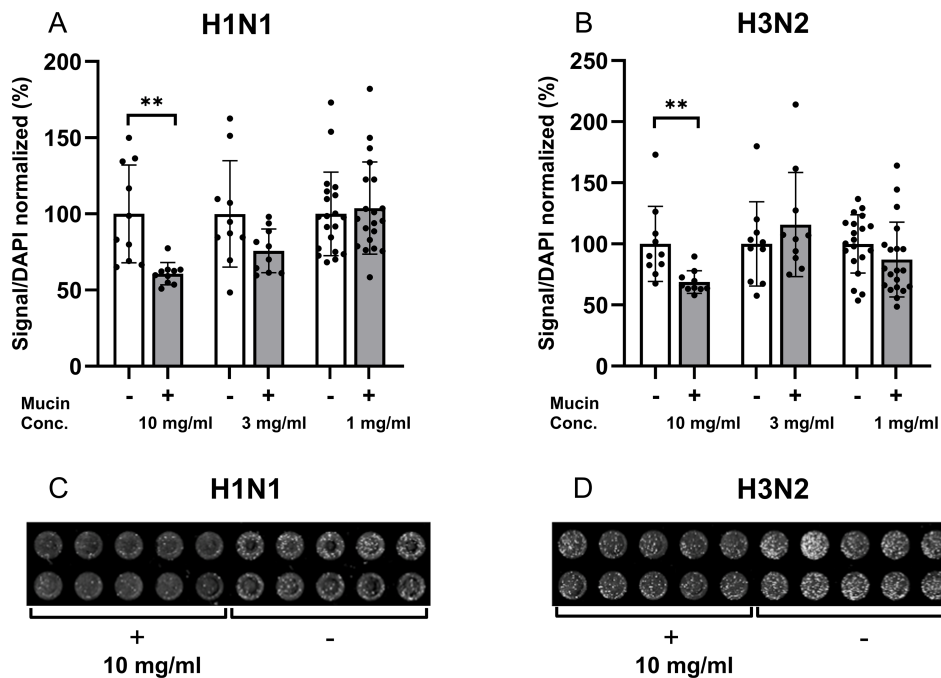 A
H1N1
Signal/DAPI normalized (%)
200
150
100
50
0
**
- + - + - +
Mucin
Conc.
10 mg/ml 3 mg/ml 1 mg/ml
B
H3N2
Signal/DAPI normalized (%)
250
200
150
100
50
0
**
- + - + - +
Mucin
Conc.
10 mg/ml 3 mg/ml 1 mg/ml
C
H1N1
+ -
10 mg/ml
D
H3N2
+ -
10 mg/ml